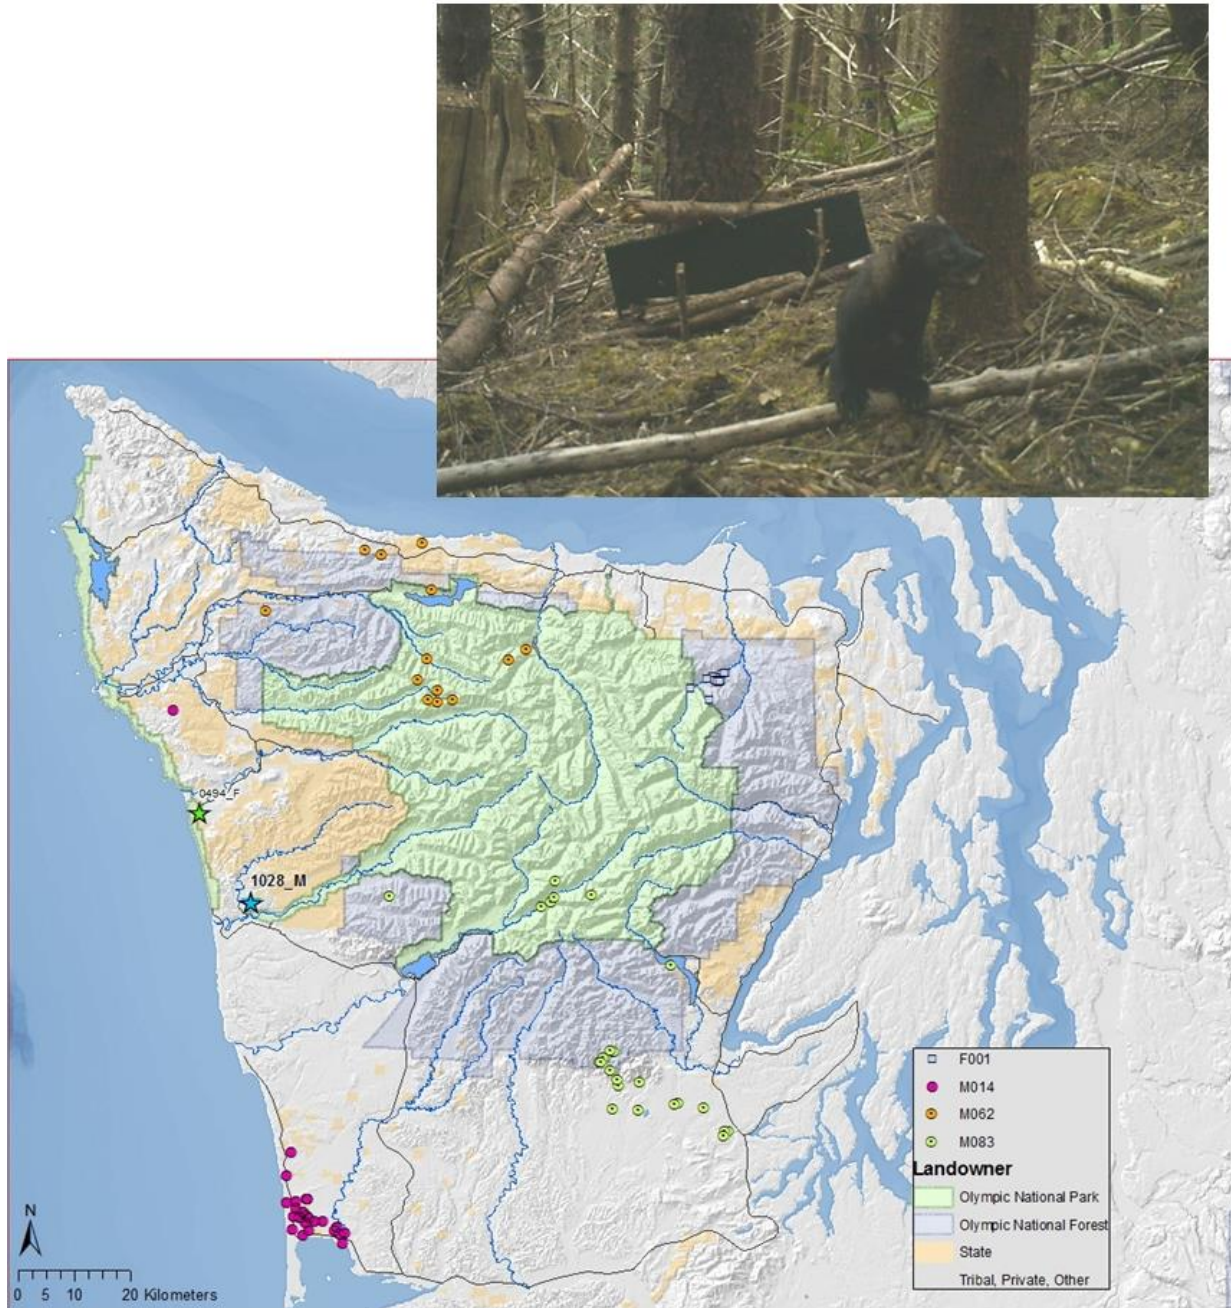 0494_F
1028_M
F001
M014
M062
M083
Landowner
Olympic National Park
Olympic National Forest
State
Tribal, Private, Other
N
0 5 10 20 Kilometers